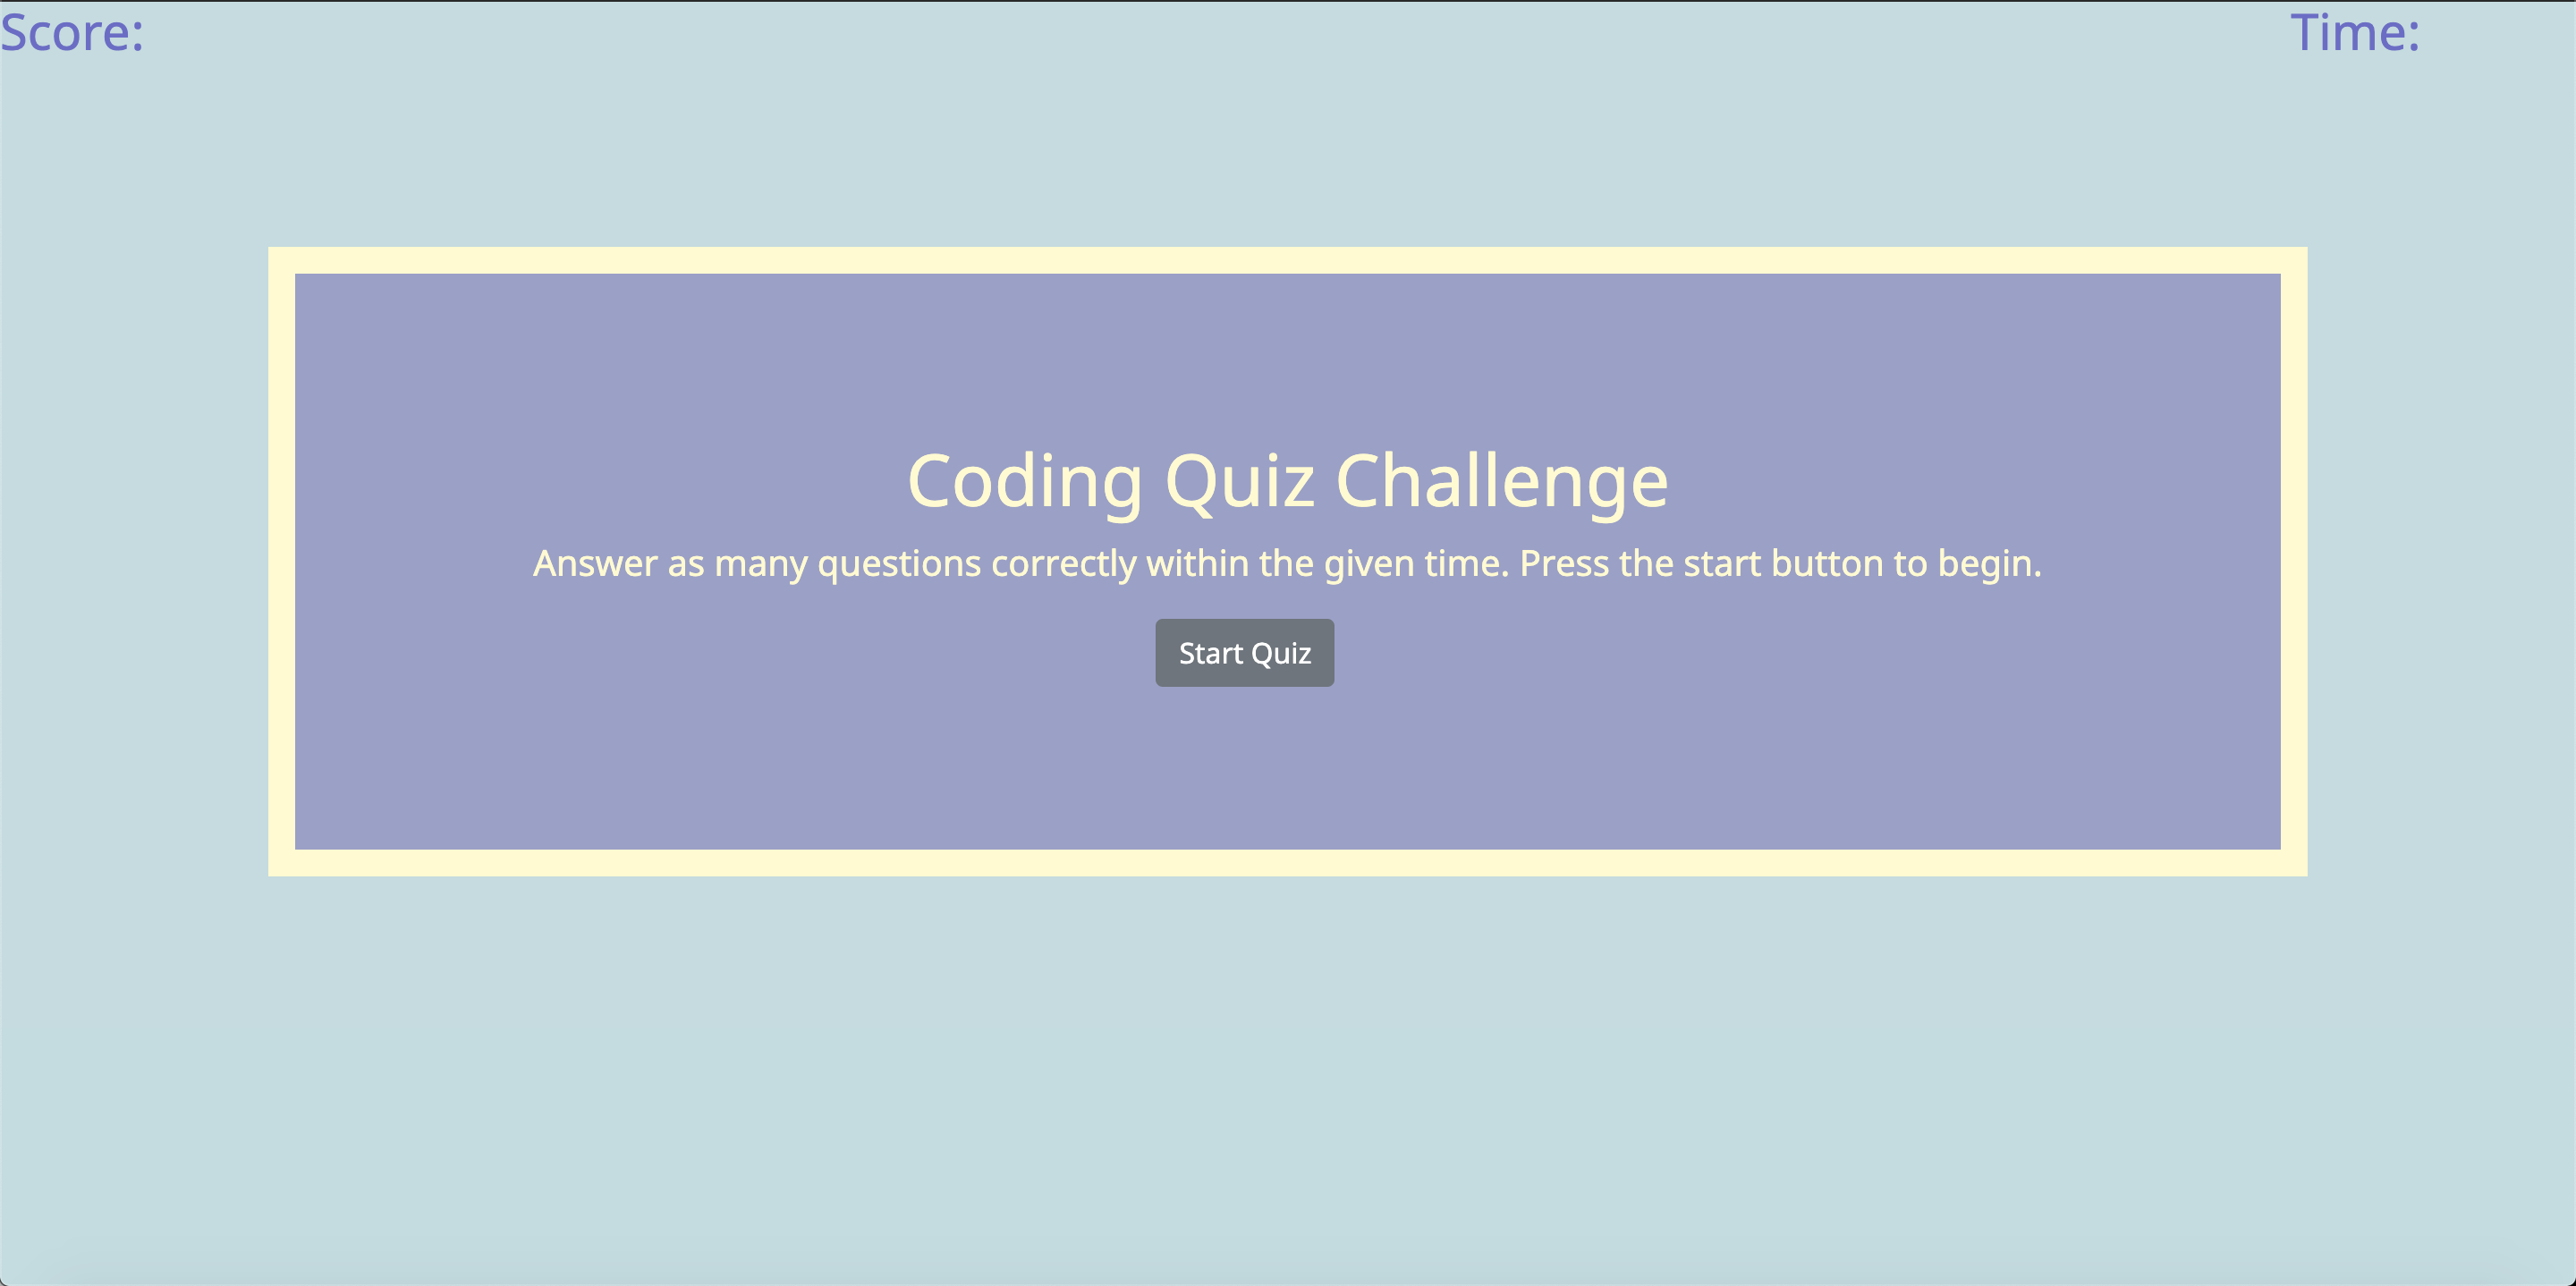 Score:
Time:
Coding Quiz Challenge
Answer as many questions correctly within the given time. Press the start button to begin.
Start Quiz